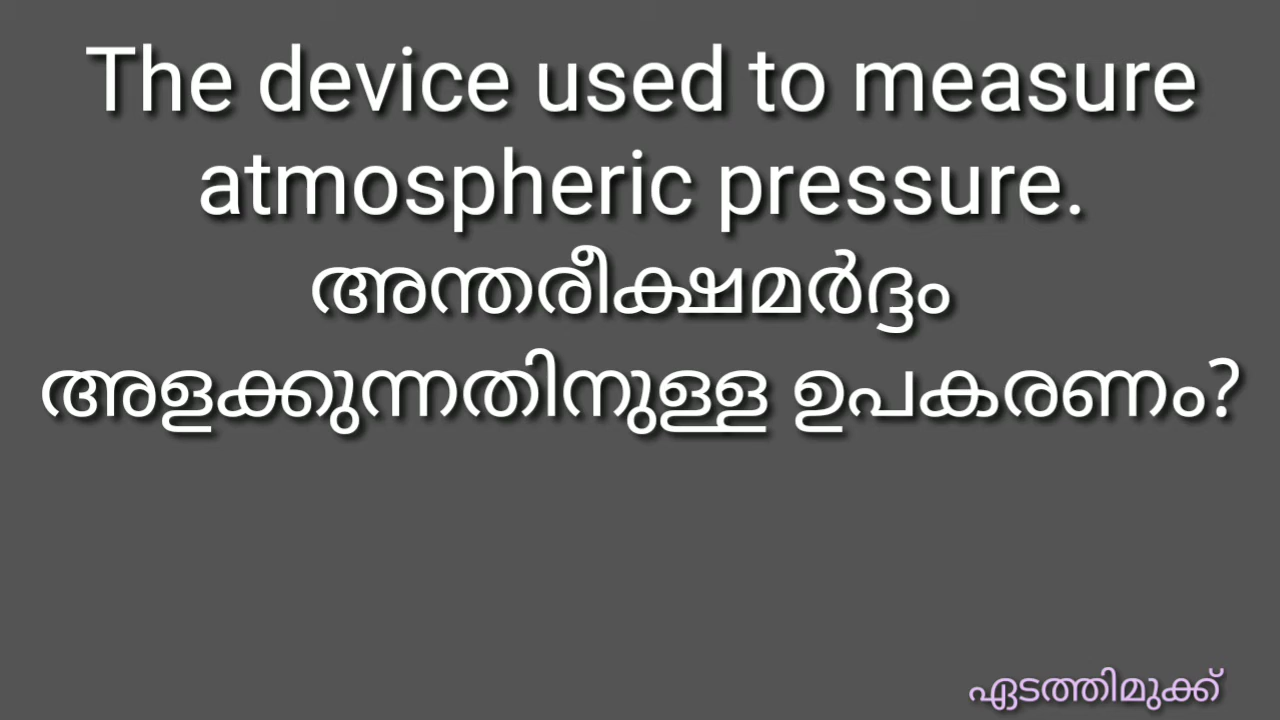 The device used to measure
atmospheric pressure.
അന്തരീക്ഷമർദ്ദം
അളക്കുന്നതിനുള്ള ഉപകരണം?
ഏടത്തിമുക്ക്